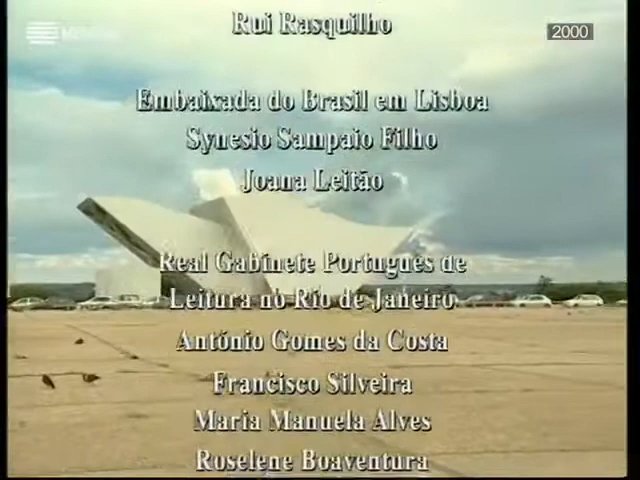 Rui Rasquilho
2000
Embaixada do Brasil em Lisboa
Synesio Sampaio Filho
Joana Leitão
Real Gabinete Portugues de
Leitura no Rio de Janeiro
António Gomes da Costa
Francisco Silveira
Maria Manuela Alves
Roselene Boaventura